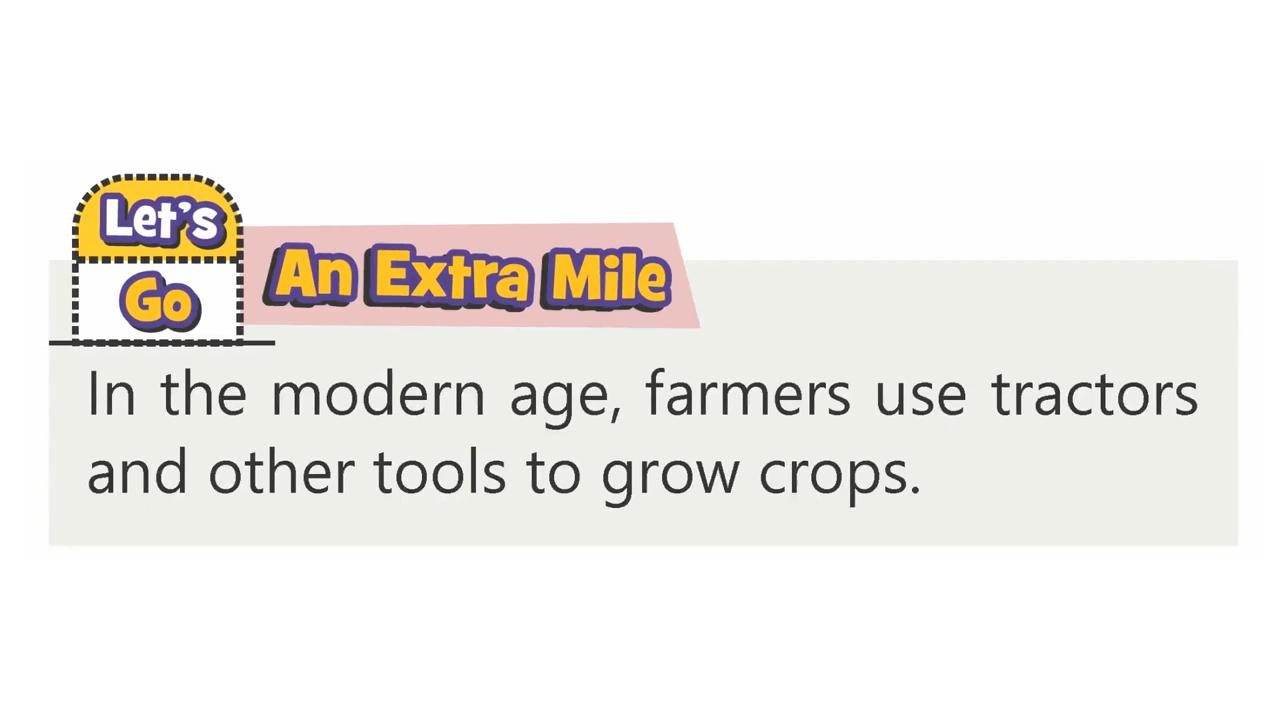 Let's
Go
An Extra Mile
In the modern age, farmers use tractors
and other tools to grow crops.